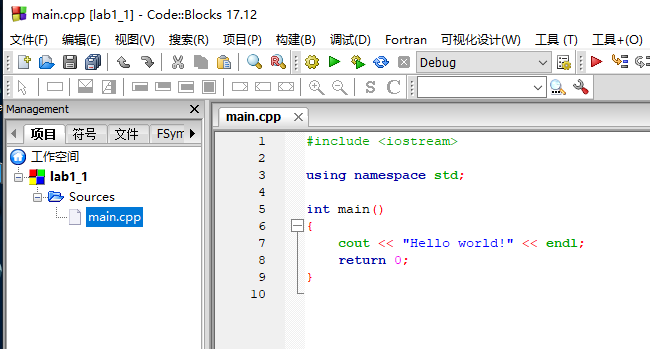 main.cpp [lab1_1] - Code::Blocks 17.12
文件(F) 编辑(E) 视图(V) 搜索(R) 项目(P) 构建(B) 调试(D) Fortran 可视化设计(W) 工具 (T) 工具+(O)
Debug
Management
项目 符号 文件 FSym
工作空间
lab1_1
Sources
main.cpp
main.cpp
1 #include <iostream>
2
3 using namespace std;
4
5 int main()
6 {
7 cout << "Hello world!" << endl;
8 return 0;
9 }
10